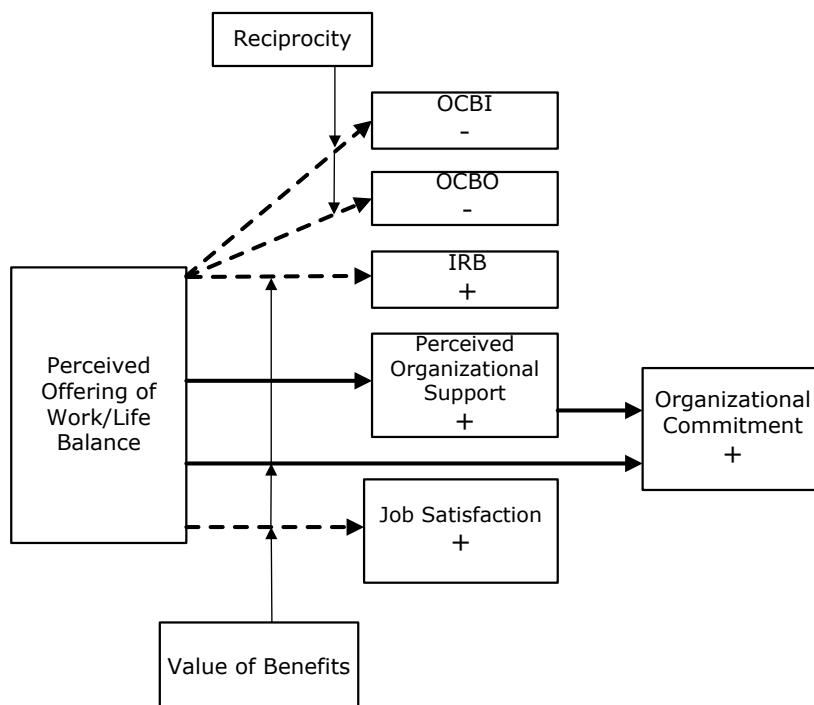 Reciprocity
OCBI
-
OCBO
-
IRB
+
Perceived
Organizational
Support
+
Perceived
Offering of
Work/Life
Balance
Organizational
Commitment
+
Job Satisfaction
+
Value of Benefits